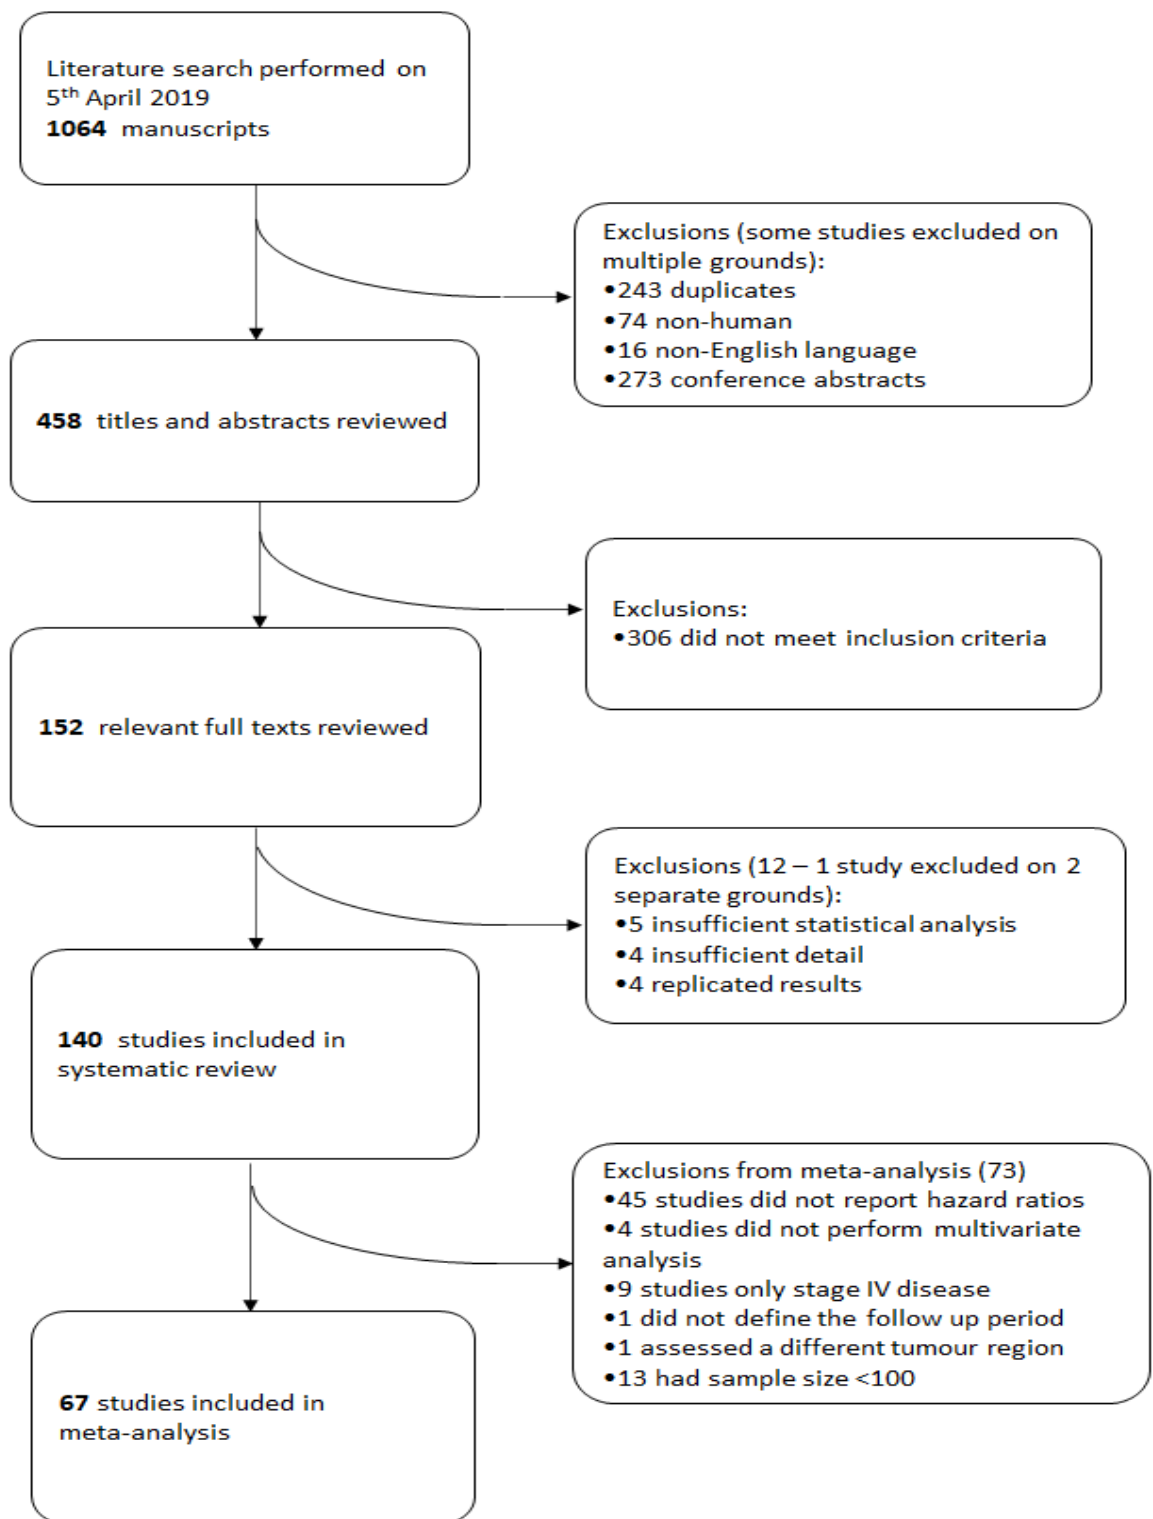 Literature search performed on
5th April 2019
1064 manuscripts
Exclusions (some studies excluded on
multiple grounds):
•243 duplicates
•74 non-human
•16 non-English language
•273 conference abstracts
458 titles and abstracts reviewed
Exclusions:
•306 did not meet inclusion criteria
152 relevant full texts reviewed
Exclusions (12 – 1 study excluded on 2
separate grounds):
•5 insufficient statistical analysis
•4 insufficient detail
•4 replicated results
140 studies included in
systematic review
Exclusions from meta-analysis (73)
•45 studies did not report hazard ratios
•4 studies did not perform multivariate
analysis
•9 studies only stage IV disease
•1 did not define the follow up period
•1 assessed a different tumour region
•13 had sample size <100
67 studies included in
meta-analysis